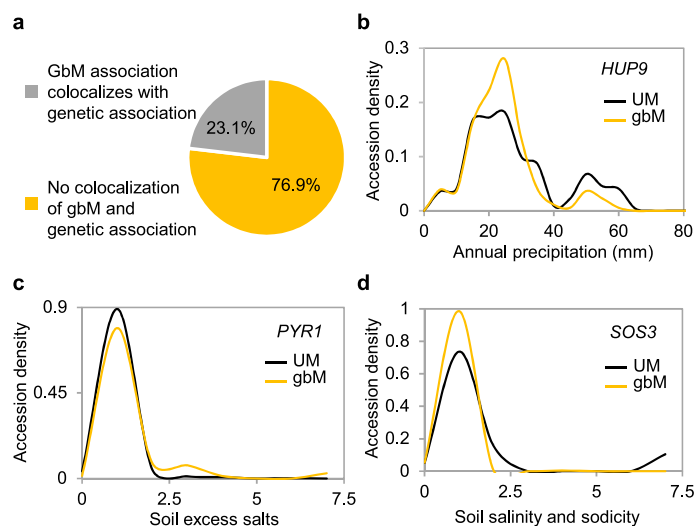 a
GbM association
colocalizes with
genetic association
23.1%
76.9%
No colocalization
of gbM and
genetic association
b
Accession density
0.3
0.2
0.1
0
HUP9
UM
gbM
0 20 40 60 80
Annual precipitation (mm)
c
Accession density
0.9
0.45
0
PYR1
UM
gbM
0 2.5 5 7.5
Soil excess salts
d
Accession density
1
0.8
0.6
0.4
0.2
0
SOS3
UM
gbM
0 2.5 5 7.5
Soil salinity and sodicity